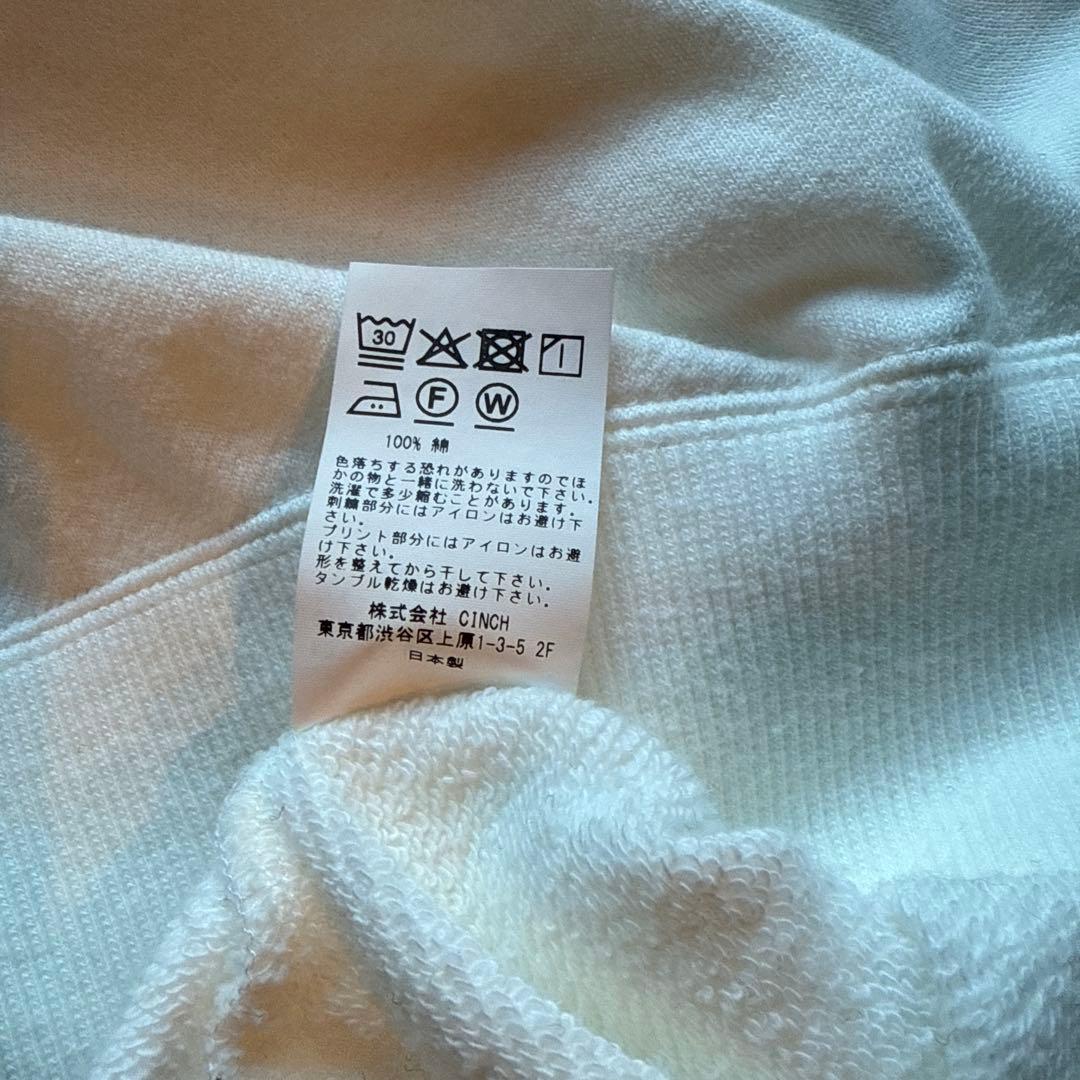 30
F W
100% 綿
色落ちする恐れがありますのでほ
かの物と一緒に洗わないで下さい。
洗濯で多少縮むことがあります。
刺繍部分にはアイロンはお避け下
さい。
プリント部分にはアイロンはお避
け下さい。
形を整えてから干して下さい。
タンブル乾燥はお避け下さい。
株式会社 CINCH
東京都渋谷区上原1-3-5 2F
日本製